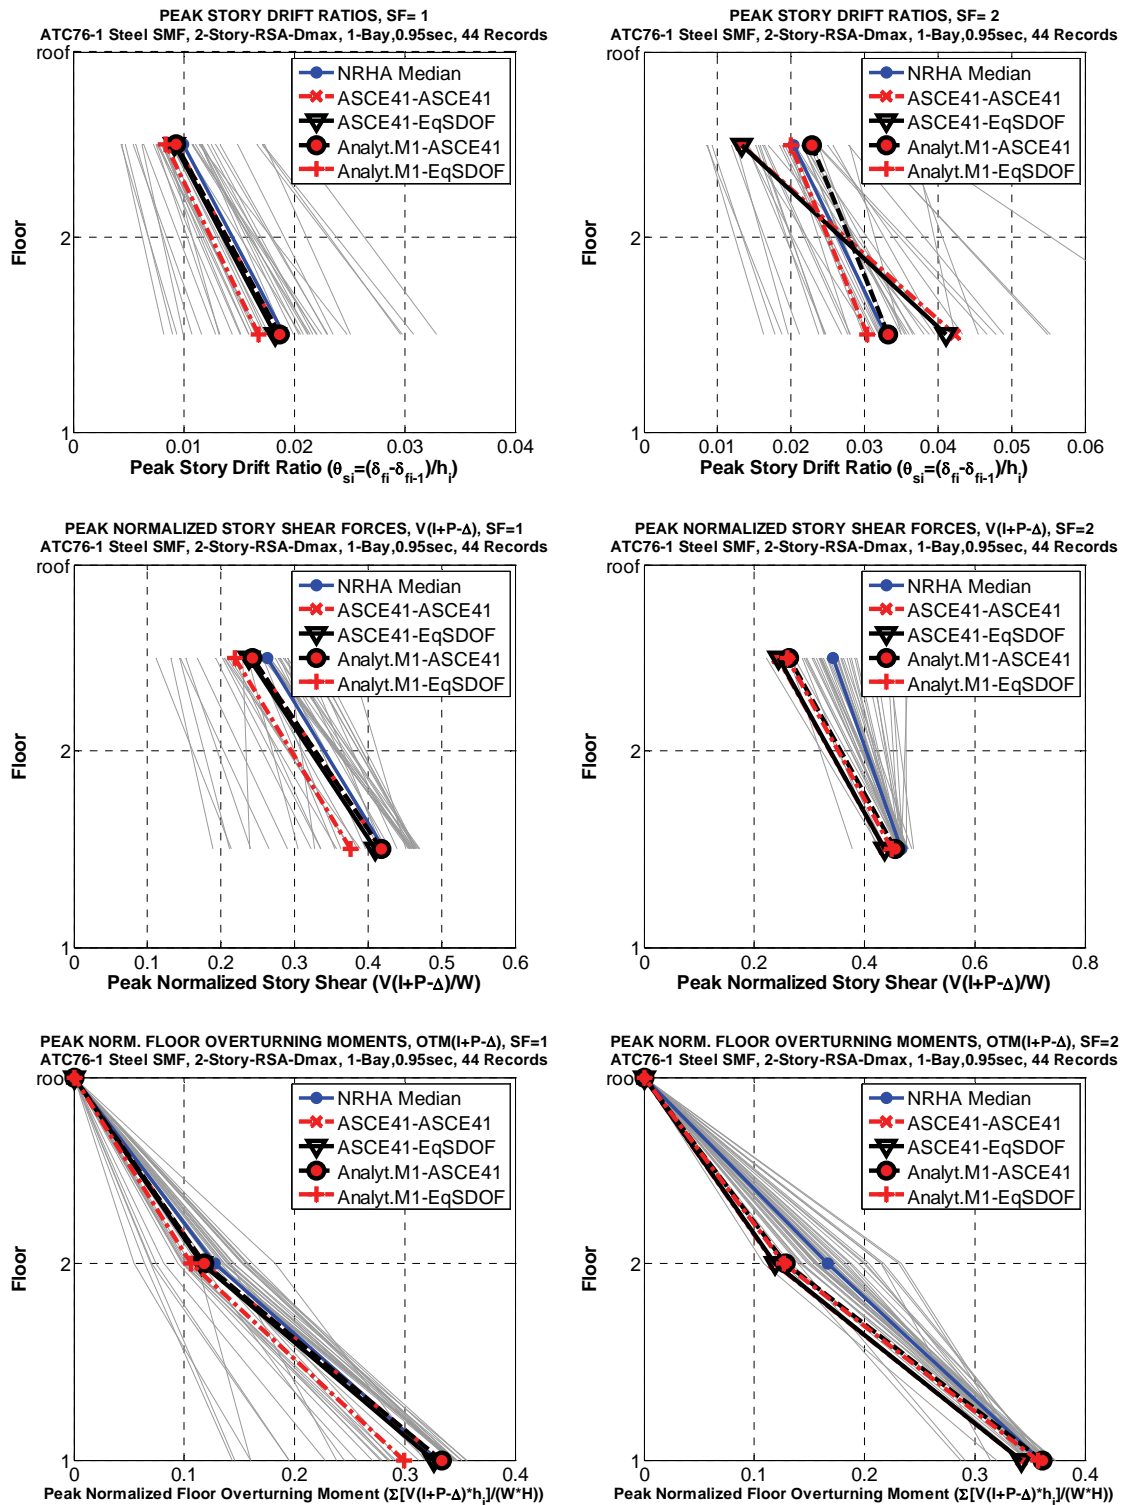 PEAK STORY DRIFT RATIOS, SF= 1
ATC76-1 Steel SMF, 2-Story-RSA-Dmax, 1-Bay,0.95sec, 44 Records
roof
NRHA Median
ASCE41-ASCE41
ASCE41-EqSDOF
Analyt.M1-ASCE41
Analyt.M1-EqSDOF
Floor
2
1
0 0.01 0.02 0.03 0.04
Peak Story Drift Ratio (θsi=(δfi-δfi-1)/hi)
PEAK STORY DRIFT RATIOS, SF= 2
ATC76-1 Steel SMF, 2-Story-RSA-Dmax, 1-Bay,0.95sec, 44 Records
roof
NRHA Median
ASCE41-ASCE41
ASCE41-EqSDOF
Analyt.M1-ASCE41
Analyt.M1-EqSDOF
Floor
2
1
0 0.01 0.02 0.03 0.04 0.05 0.06
Peak Story Drift Ratio (θsi=(δfi-δfi-1)/hi)
PEAK NORMALIZED STORY SHEAR FORCES, V(I+P-Δ), SF=1
ATC76-1 Steel SMF, 2-Story-RSA-Dmax, 1-Bay,0.95sec, 44 Records
roof
NRHA Median
ASCE41-ASCE41
ASCE41-EqSDOF
Analyt.M1-ASCE41
Analyt.M1-EqSDOF
Floor
2
1
0 0.1 0.2 0.3 0.4 0.5 0.6
Peak Normalized Story Shear (V(I+P-Δ)/W)
PEAK NORMALIZED STORY SHEAR FORCES, V(I+P-Δ), SF=2
ATC76-1 Steel SMF, 2-Story-RSA-Dmax, 1-Bay,0.95sec, 44 Records
roof
NRHA Median
ASCE41-ASCE41
ASCE41-EqSDOF
Analyt.M1-ASCE41
Analyt.M1-EqSDOF
Floor
2
1
0 0.2 0.4 0.6 0.8
Peak Normalized Story Shear (V(I+P-Δ)/W)
PEAK NORM. FLOOR OVERTURNING MOMENTS, OTM(I+P-Δ), SF=1
ATC76-1 Steel SMF, 2-Story-RSA-Dmax, 1-Bay,0.95sec, 44 Records
roof
NRHA Median
ASCE41-ASCE41
ASCE41-EqSDOF
Analyt.M1-ASCE41
Analyt.M1-EqSDOF
Floor
2
1
0 0.1 0.2 0.3 0.4
Peak Normalized Floor Overturning Moment (Σ[V(I+P-Δ)*hi]/(W*H))
PEAK NORM. FLOOR OVERTURNING MOMENTS, OTM(I+P-Δ), SF=2
ATC76-1 Steel SMF, 2-Story-RSA-Dmax, 1-Bay,0.95sec, 44 Records
roof
NRHA Median
ASCE41-ASCE41
ASCE41-EqSDOF
Analyt.M1-ASCE41
Analyt.M1-EqSDOF
Floor
2
1
0 0.1 0.2 0.3 0.4
Peak Normalized Floor Overturning Moment (Σ[V(I+P-Δ)*hi]/(W*H))